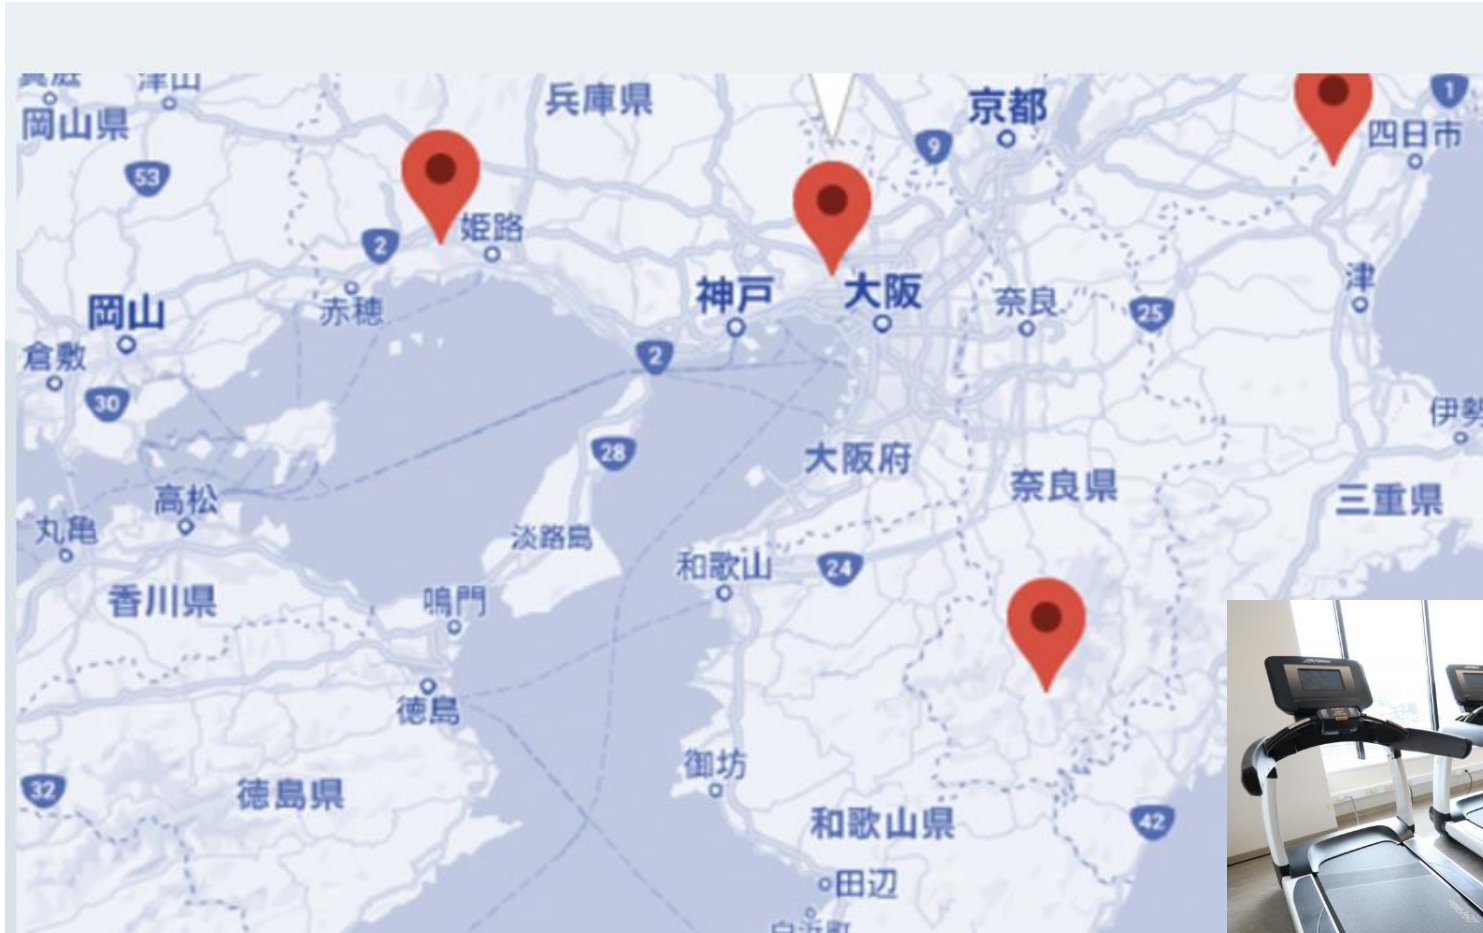 津山
兵庫県
京都
1
岡山県
四日市
9
53
姫路
2
神戸
大阪
奈良
津
25
岡山
赤穂
倉敷
2
30
伊勢
28
大阪府
奈良県
三重県
高松
丸亀
淡路島
和歌山
24
香川県
鳴門
徳島
御坊
32
徳島県
和歌山県
42
田辺